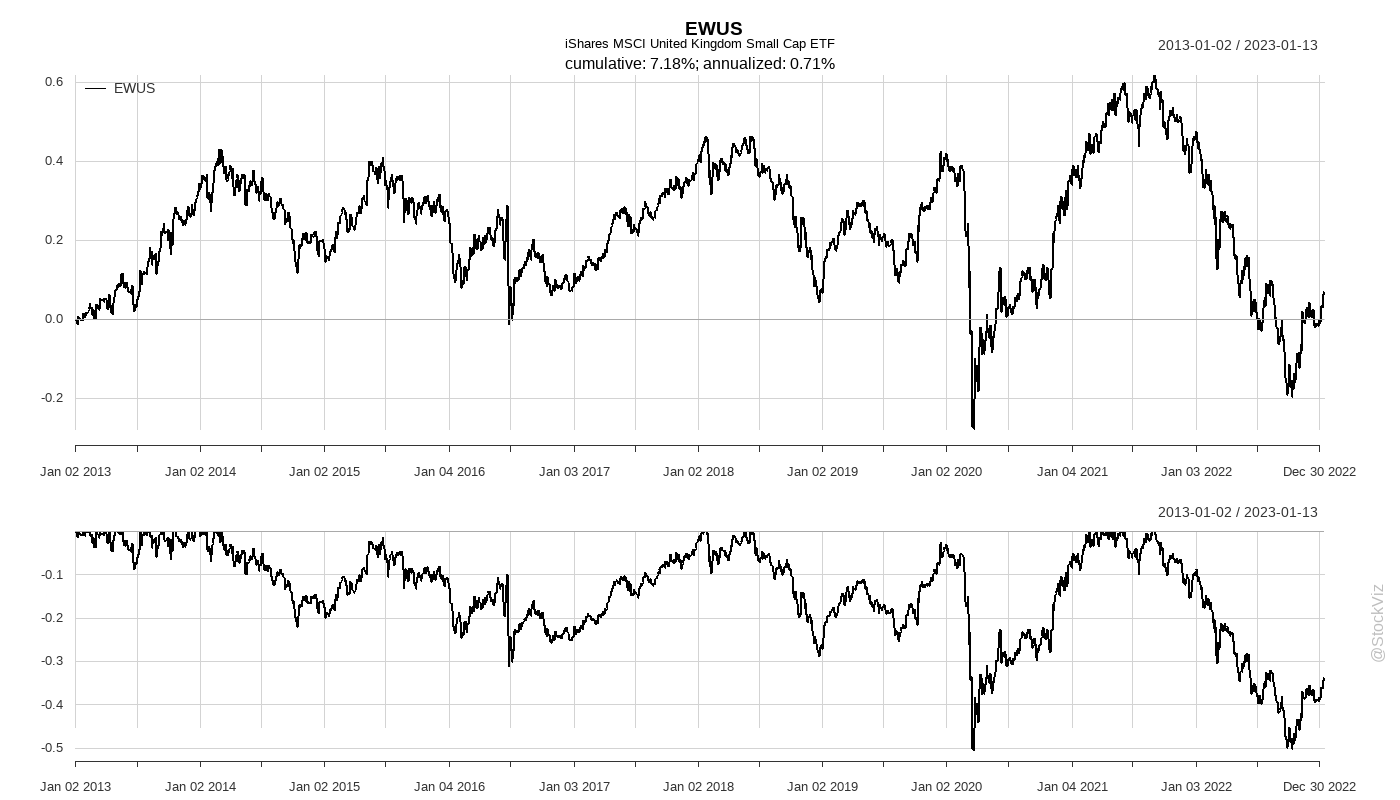 EWUS
iShares MSCI United Kingdom Small Cap ETF
cumulative: 7.18%; annualized: 0.71%
2013-01-02 / 2023-01-13
EWUS
0.6
0.4
0.2
0.0
-0.2
Jan 02 2013 Jan 02 2014 Jan 02 2015 Jan 04 2016 Jan 03 2017 Jan 02 2018 Jan 02 2019 Jan 02 2020 Jan 04 2021 Jan 03 2022 Dec 30 2022
2013-01-02 / 2023-01-13
-0.1
-0.2
-0.3
-0.4
-0.5
Jan 02 2013 Jan 02 2014 Jan 02 2015 Jan 04 2016 Jan 03 2017 Jan 02 2018 Jan 02 2019 Jan 02 2020 Jan 04 2021 Jan 03 2022 Dec 30 2022
@StockViz